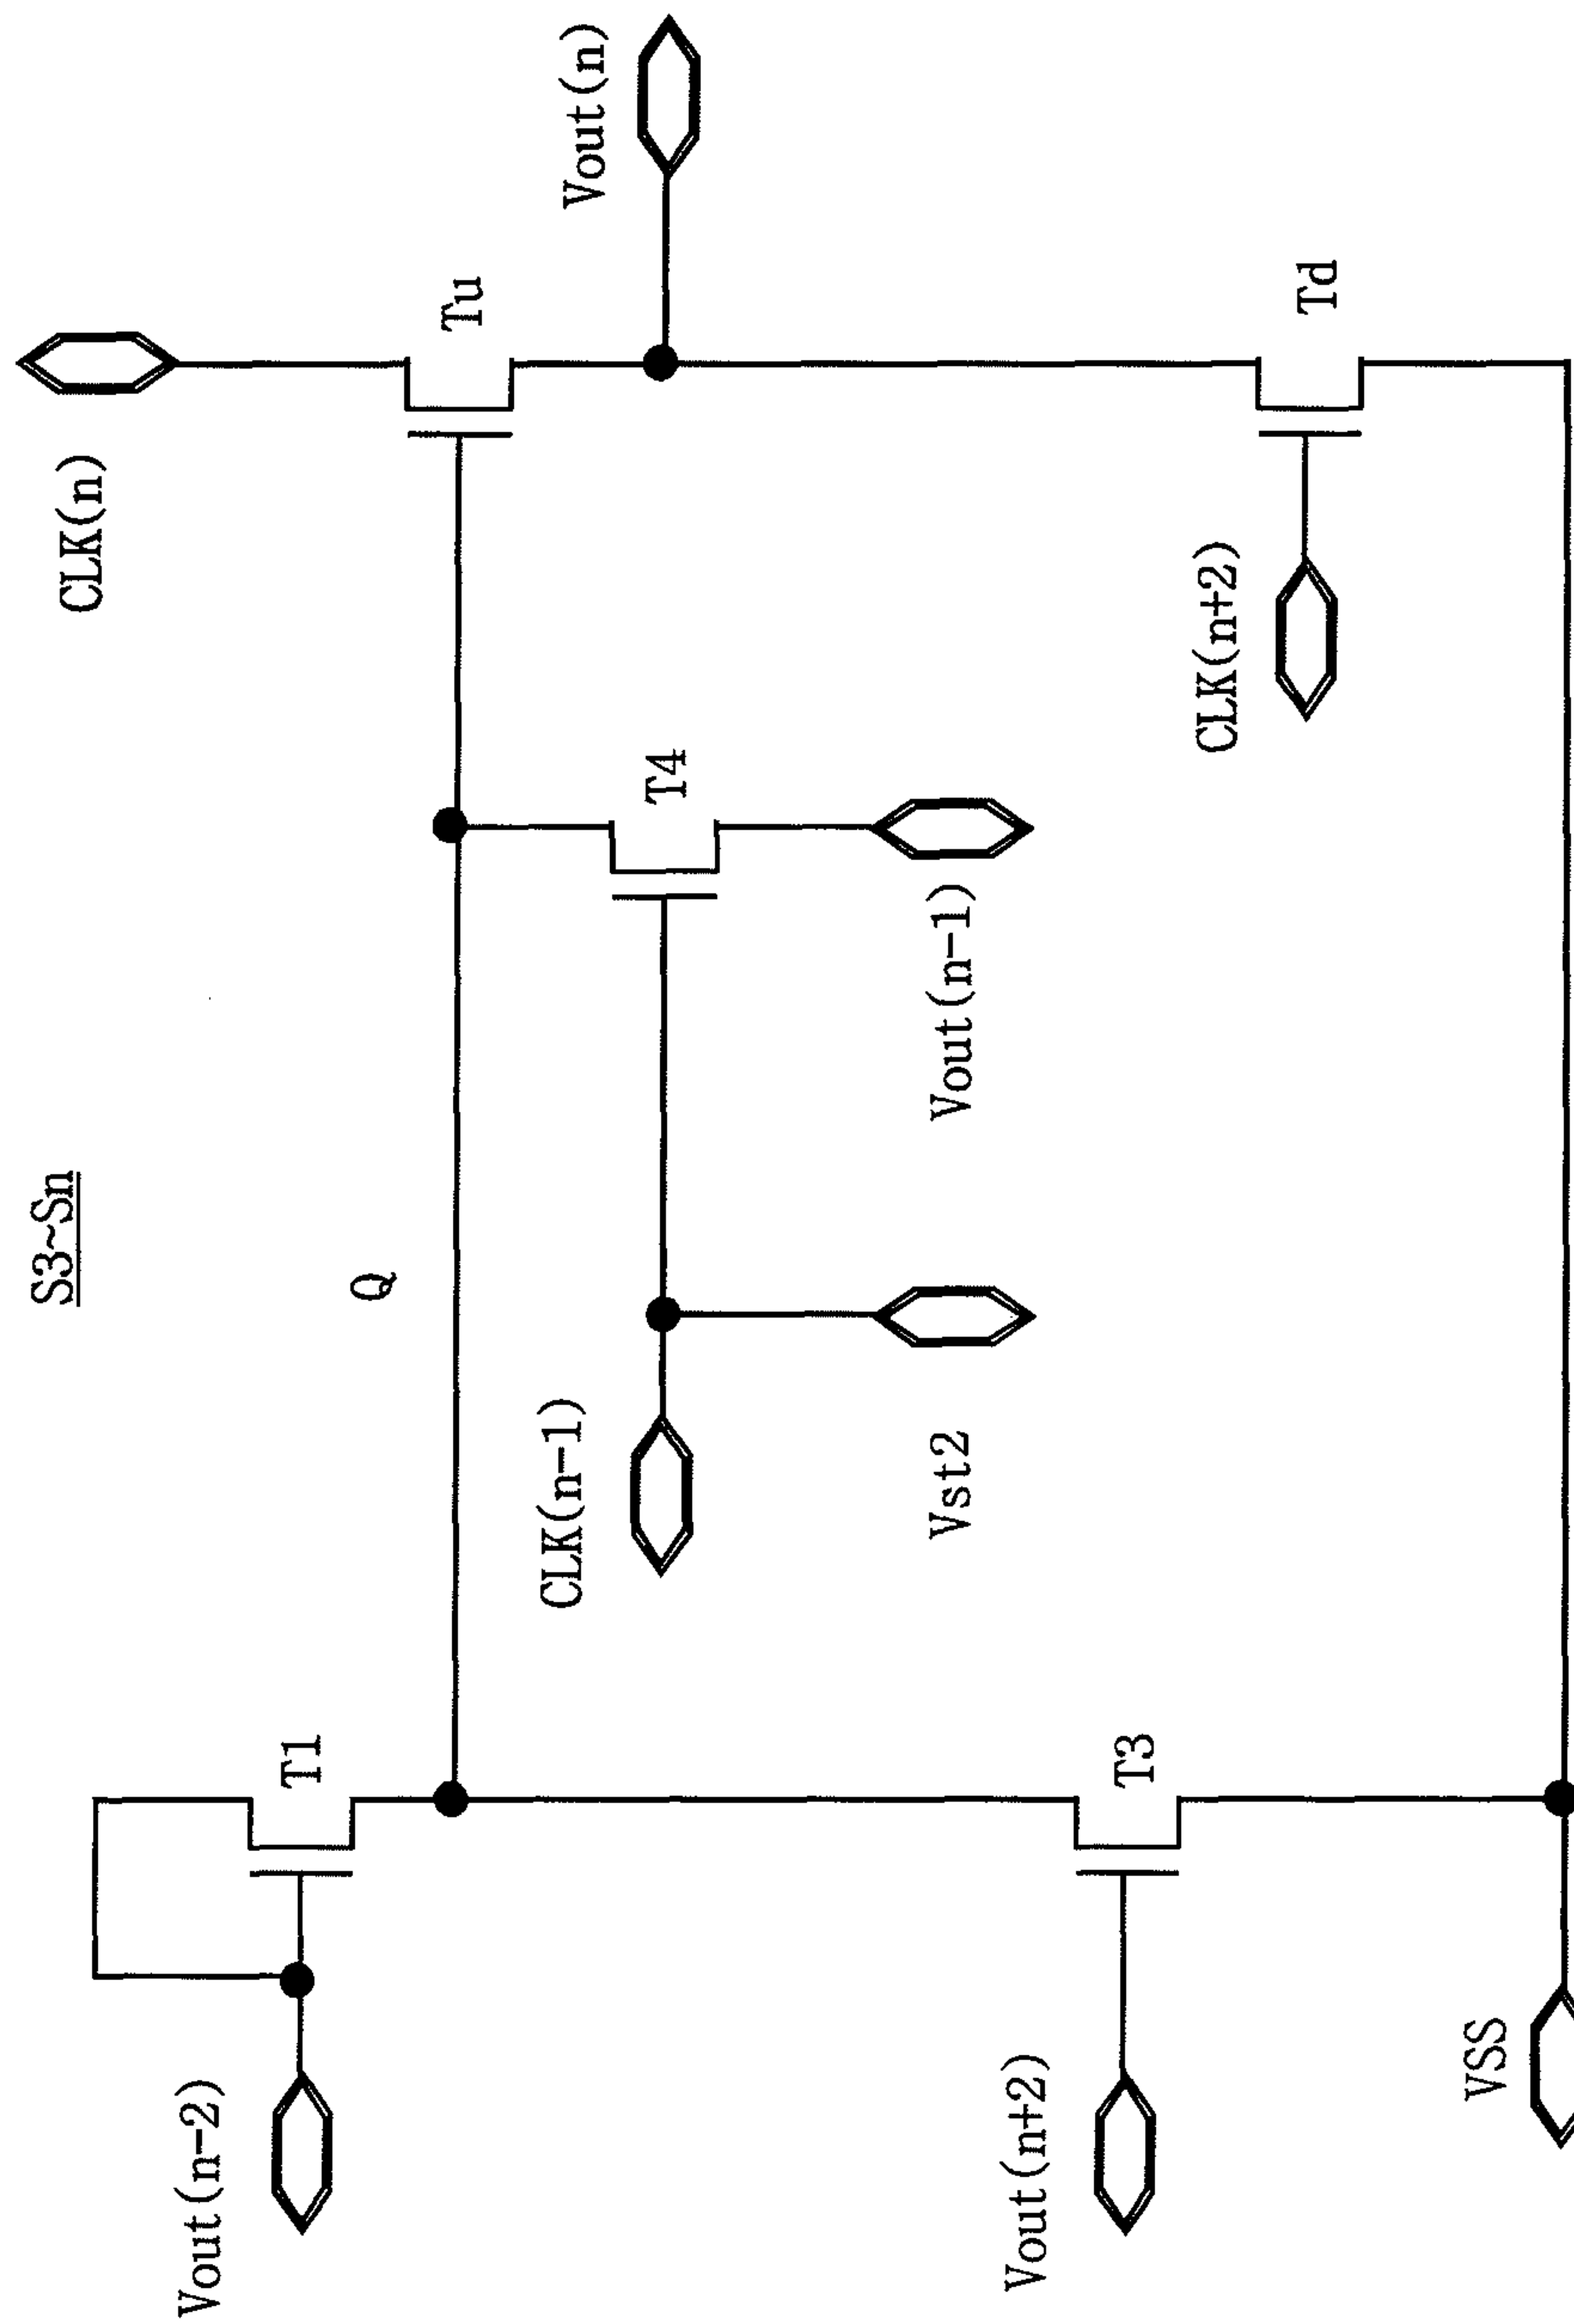 S3~Sn
CLK(n)
Vout(n-2)
T1
Q
Tu
Vout(n)
CLK(n-1)
T4
Vst2
Vout(n-1)
Vout(n+2)
T3
CLK(n+2)
Td
VSS